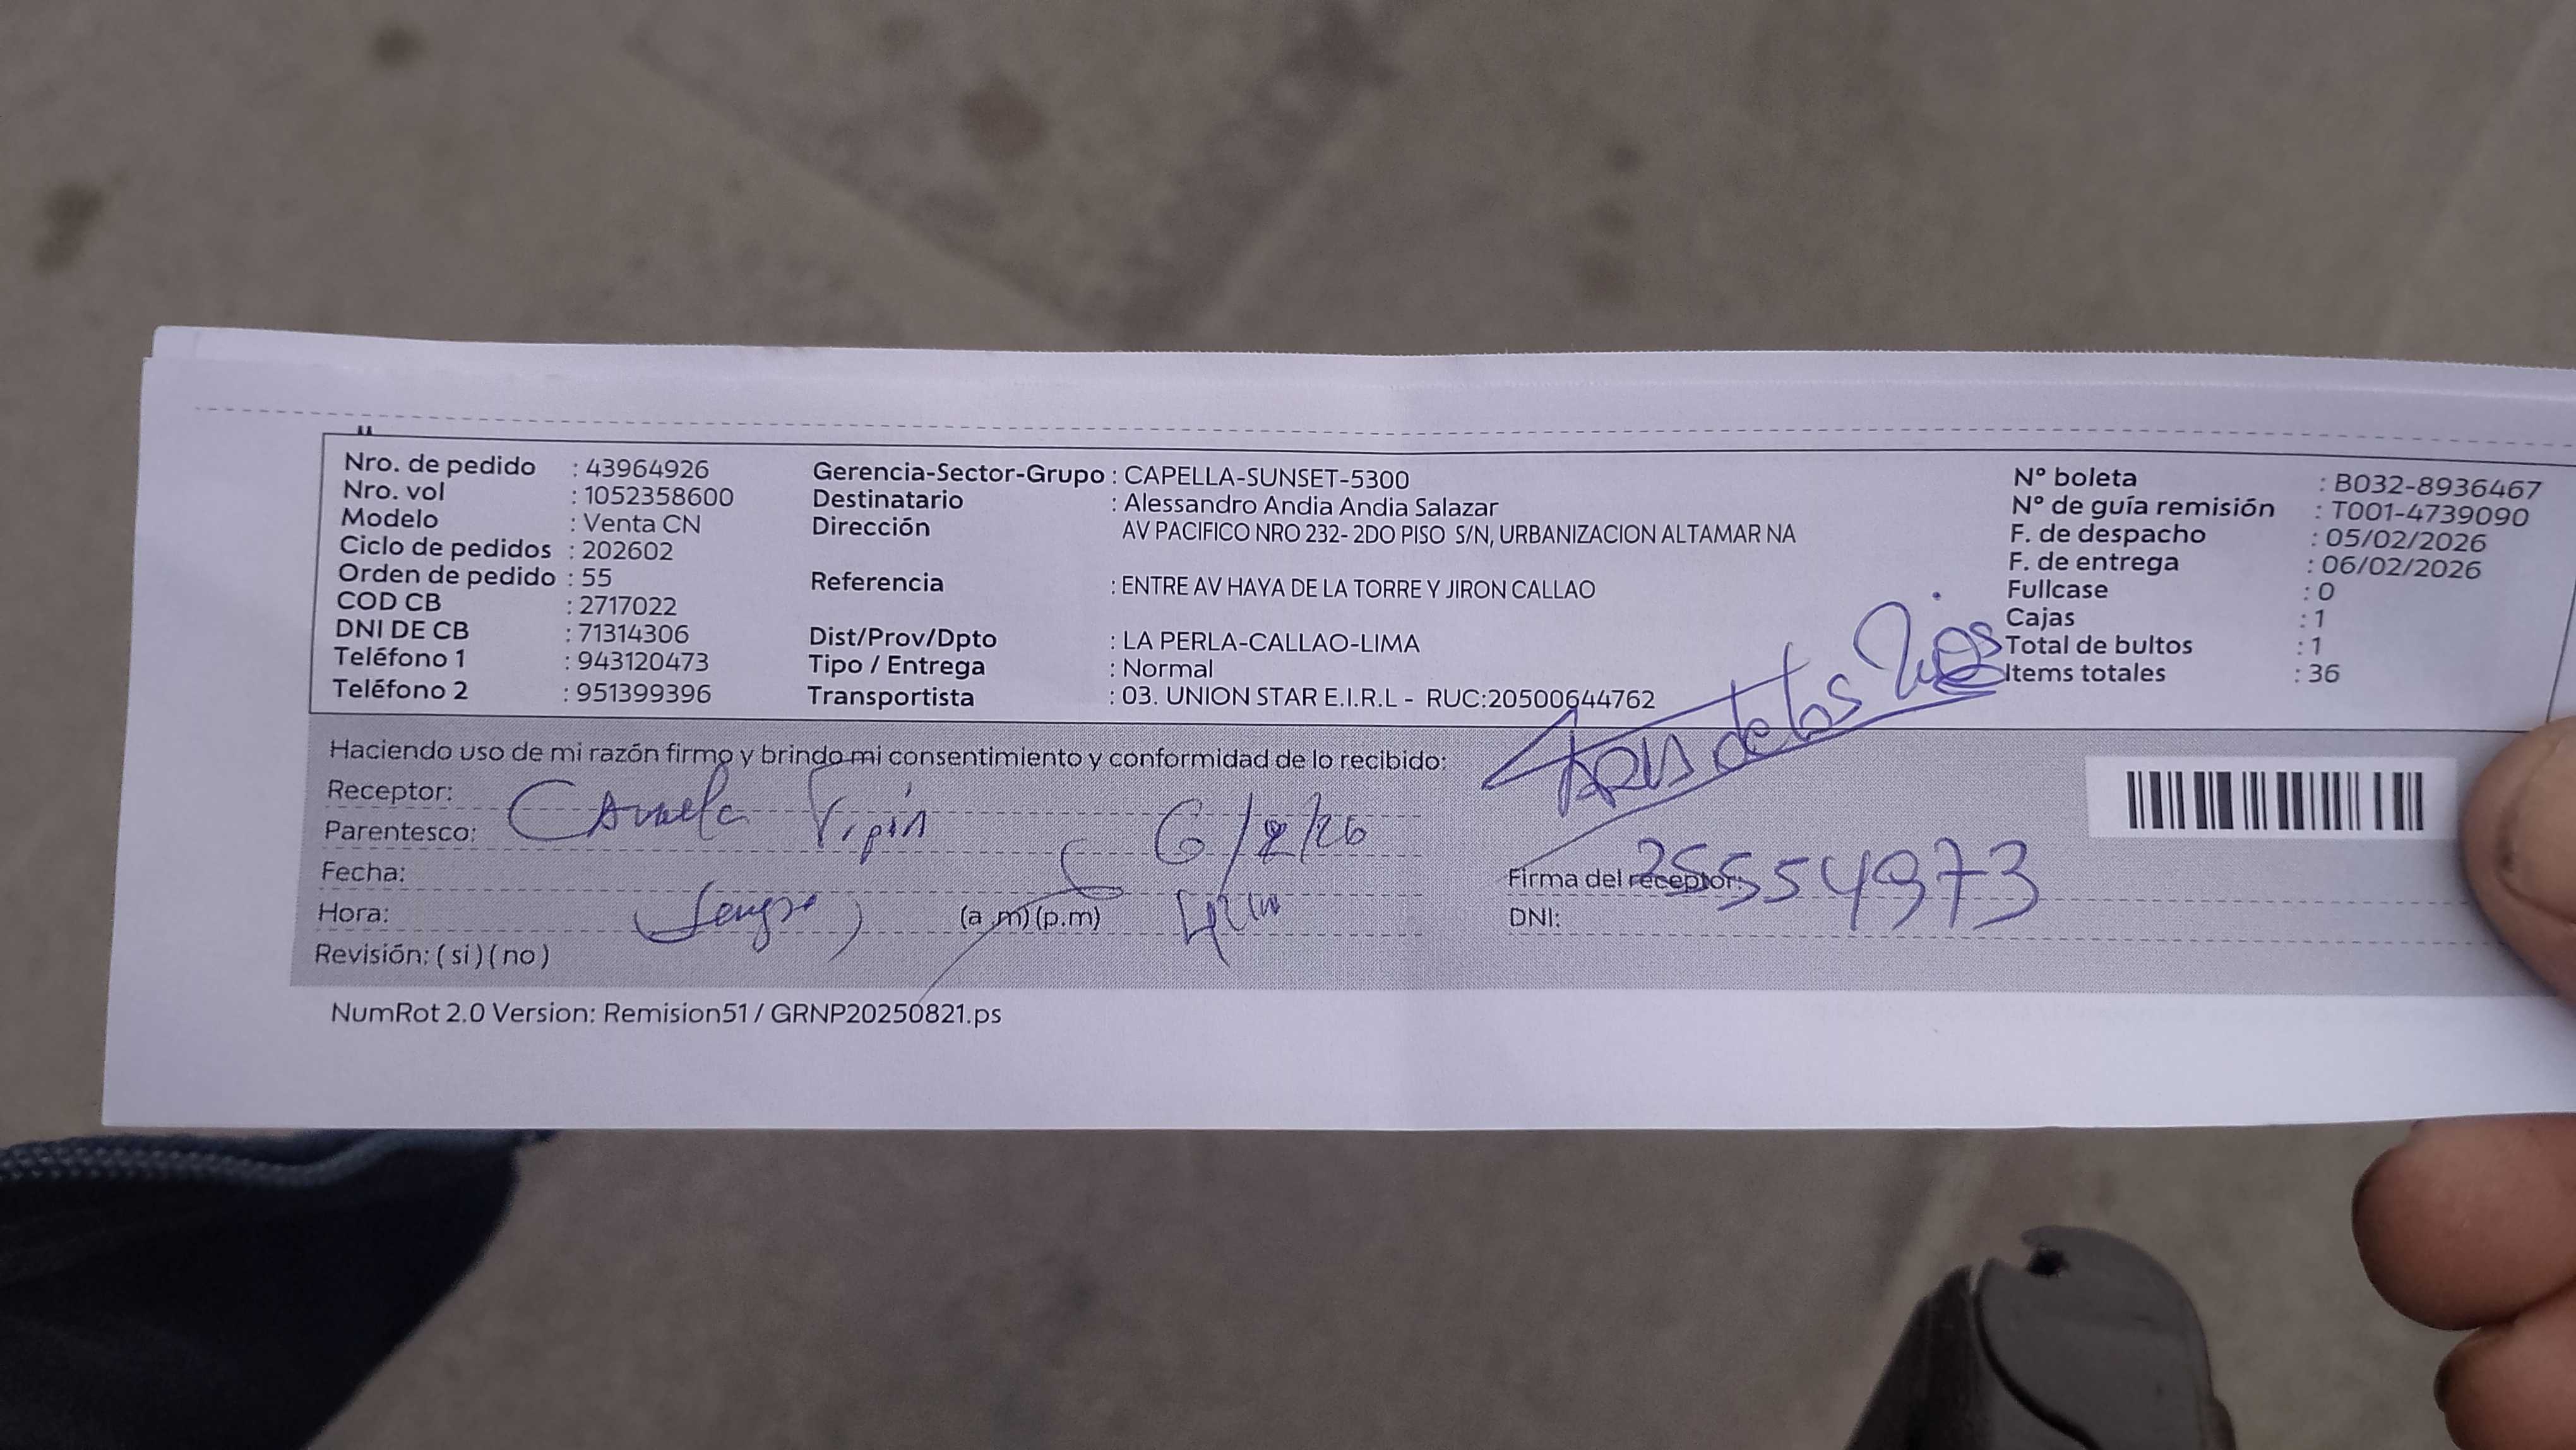 Nro. de pedido : 43964926
Nro. vol : 1052358600
Modelo : Venta CN
Ciclo de pedidos : 202602
Orden de pedido : 55
COD CB : 2717022
DNI DE CB : 71314306
Teléfono 1 : 943120473
Teléfono 2 : 951399396
Gerencia-Sector-Grupo : CAPELLA-SUNSET-5300
Destinatario : Alessandro Andia Andia Salazar
Dirección AV PACIFICO NRO 232- 2DO PISO S/N, URBANIZACION ALTAMAR NA
Referencia : ENTRE AV HAYA DE LA TORRE Y JIRON CALLAO
Dist/Prov/Dpto : LA PERLA-CALLAO-LIMA
Tipo / Entrega : Normal
Transportista : 03. UNION STAR E.I.R.L - RUC:20500644762
Nº boleta : B032-8936467
Nº de guía remisión : T001-4739090
F. de despacho : 05/02/2026
F. de entrega : 06/02/2026
Fullcase : 0
Cajas : 1
Total de bultos : 1
Items totales : 36
Haciendo uso de mi razón firmo y brindo mi consentimiento y conformidad de lo recibido:
Receptor:
Parentesco:
6/2/26
Fecha:
Hora: (a.m)(p.m)
Revisión: ( si ) ( no )
de los Rios
Firma del receptor:
25554973
DNI:
NumRot 2.0 Version: Remision51 / GRNP20250821.ps